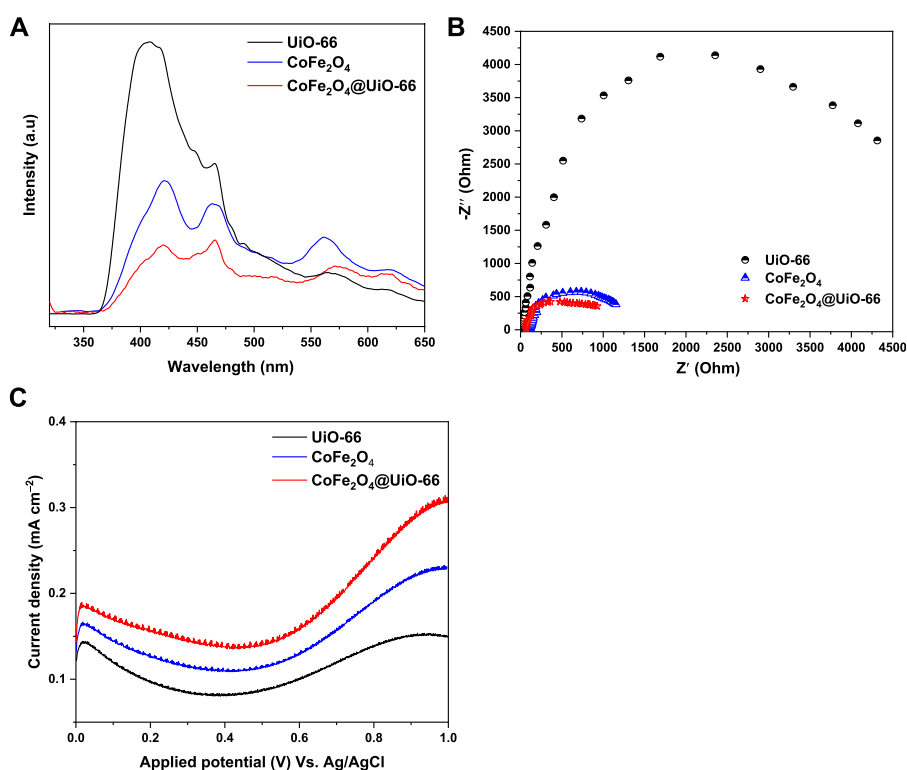 A
UiO-66
CoFe₂O₄
CoFe₂O₄@UiO-66
Intensity (a.u)
350 400 450 500 550 600 650
Wavelength (nm)
B
4500
4000
3500
3000
2500
2000
1500
1000
500
0
-Z′′ (Ohm)
UiO-66
CoFe₂O₄
CoFe₂O₄@UiO-66
0 500 1000 1500 2000 2500 3000 3500 4000 4500
Z′ (Ohm)
C
0.4
0.3
0.2
0.1
Current density (mA cm⁻²)
UiO-66
CoFe₂O₄
CoFe₂O₄@UiO-66
0.0 0.2 0.4 0.6 0.8 1.0
Applied potential (V) Vs. Ag/AgCl